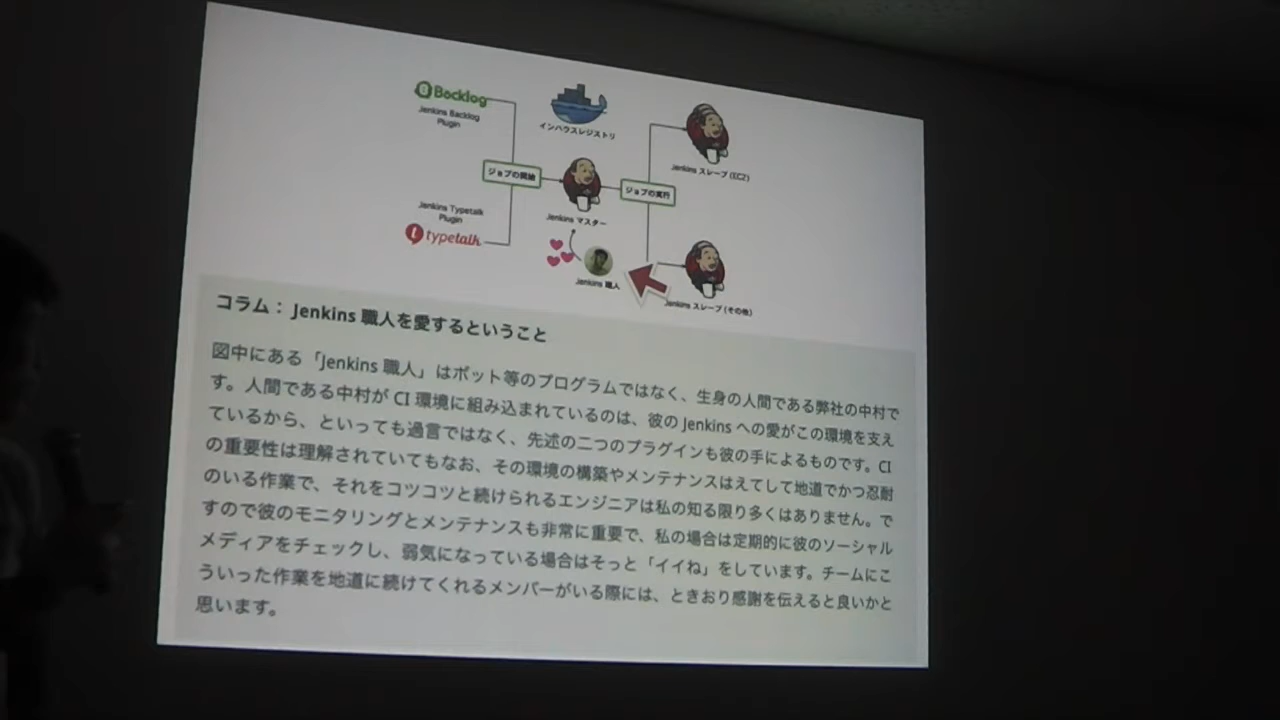 Backlog
Jenkins Backlog
Plugin
インハウスレジストリ
Jenkins スレーブ (EC2)
ジョブの開始
ジョブの実行
Jenkins マスター
Jenkins Typetalk
Plugin
typetalk
Jenkins 職人
Jenkins スレーブ (その他)
コラム： Jenkins 職人を愛するということ
図中にある「Jenkins 職人」はボット等のプログラムではなく、生身の人間である弊社の中村で
す。人間である中村が CI 環境に組み込まれているのは、彼の Jenkins への愛がこの環境を支え
ているから、といっても過言ではなく、先述の二つのプラグインも彼の手によるものです。CI
の重要性は理解されていてもなお、その環境の構築やメンテナンスはえてして地道でかつ忍耐
のいる作業で、それをコツコツと続けられるエンジニアは私の知る限り多くはありません。で
すので彼のモニタリングとメンテナンスも非常に重要で、私の場合は定期的に彼のソーシャル
メディアをチェックし、弱気になっている場合はそっと「イイね」をしています。チームにこ
ういった作業を地道に続けてくれるメンバーがいる際には、ときおり感謝を伝えると良いかと
思います。